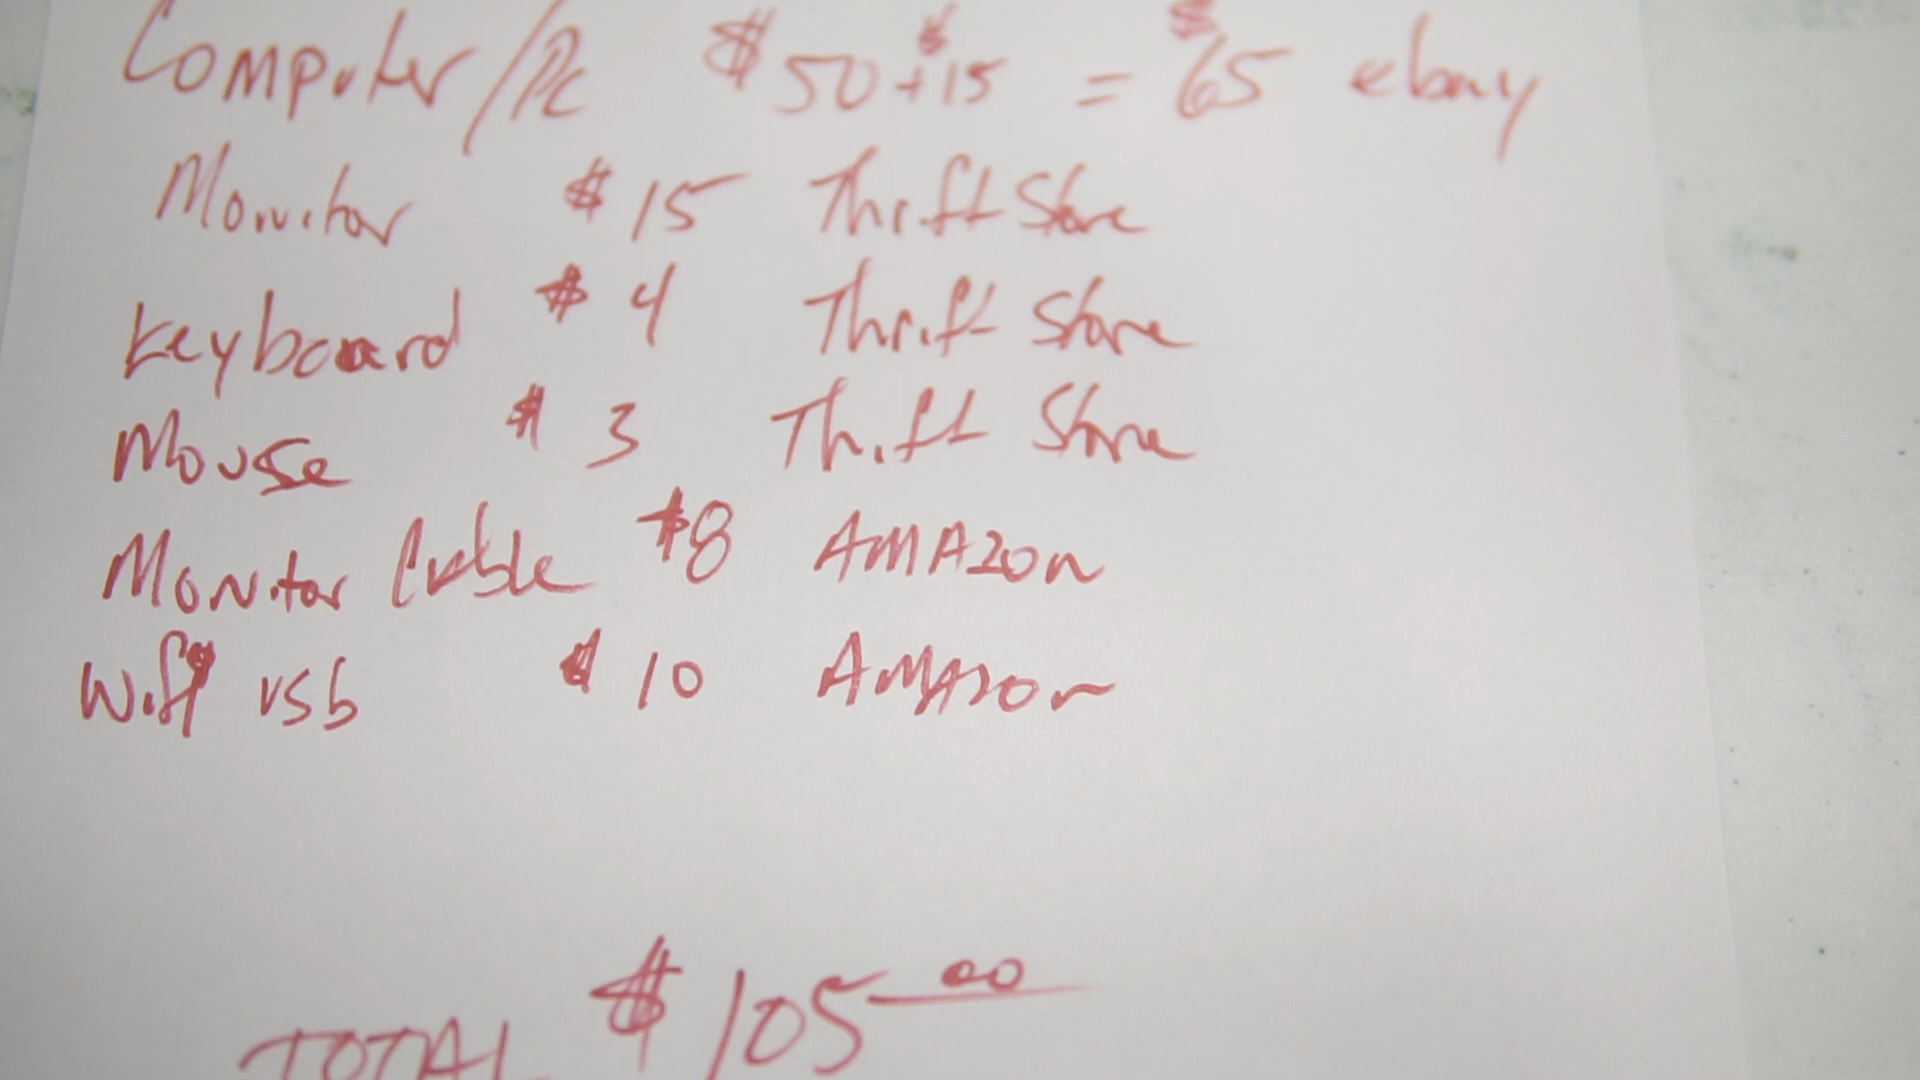 Computer/Pc $50+$15 = $65 ebay
Monitor $15 Thrift Store
Keyboard $4 Thrift Store
Mouse $3 Thrift Store
Monitor Cable $8 AMAZon
Wify usb $10 AMAZon
TOTAL $105.00